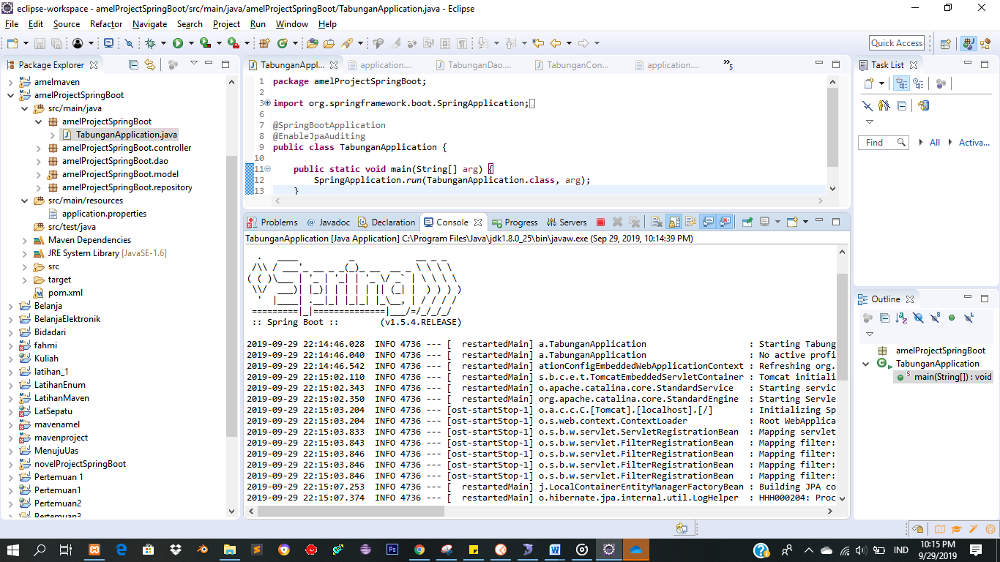 eclipse-workspace - amelProjectSpringBoot/src/main/java/amelProjectSpringBoot/TabunganApplication.java - Eclipse
File Edit Source Refactor Navigate Search Project Run Window Help
Quick Access
Package Explorer
amelmaven
amelProjectSpringBoot
src/main/java
amelProjectSpringBoot
TabunganApplication.java
amelProjectSpringBoot.controller
amelProjectSpringBoot.dao
amelProjectSpringBoot.model
amelProjectSpringBoot.repository
src/main/resources
application.properties
src/test/java
Maven Dependencies
JRE System Library [JavaSE-1.6]
src
target
pom.xml
Belanja
BelanjaElektronik
Bidadari
fahmi
Kuliah
latihan_1
LatihanEnum
LatihanMaven
LatSepatu
mavenamel
mavenproject
MenujuUas
novelProjectSpringBoot
Pertemuan 1
Pertemuan1
Pertemuan2
Pertemuan3
TabunganAppl... application.... TabunganDao.... TabunganCon... application.... »5
1 package amelProjectSpringBoot;
2
3 import org.springframework.boot.SpringApplication;
6
7 @SpringBootApplication
8 @EnableJpaAuditing
9 public class TabunganApplication {
10
11 public static void main(String[] arg) {
12 SpringApplication.run(TabunganApplication.class, arg);
13 }
Problems @ Javadoc Declaration Console Progress Servers
TabunganApplication [Java Application] C:\Program Files\Java\jdk1.8.0_25\bin\javaw.exe (Sep 29, 2019, 10:14:39 PM)
Spring
:: Spring Boot :: (v1.5.4.RELEASE)
2019-09-29 22:14:46.028 INFO 4736 --- [ restartedMain] a.TabunganApplication : Starting Tabung
2019-09-29 22:14:46.040 INFO 4736 --- [ restartedMain] a.TabunganApplication : No active profi
2019-09-29 22:14:46.542 INFO 4736 --- [ restartedMain] ationConfigEmbeddedWebApplicationContext : Refreshing org.
2019-09-29 22:15:02.110 INFO 4736 --- [ restartedMain] s.b.c.e.t.TomcatEmbeddedServletContainer : Tomcat initiali
2019-09-29 22:15:02.343 INFO 4736 --- [ restartedMain] o.apache.catalina.core.StandardService : Starting servic
2019-09-29 22:15:02.350 INFO 4736 --- [ restartedMain] org.apache.catalina.core.StandardEngine : Starting Servle
2019-09-29 22:15:03.204 INFO 4736 --- [ost-startStop-1] o.a.c.c.C.[Tomcat].[localhost].[/] : Initializing Sp
2019-09-29 22:15:03.204 INFO 4736 --- [ost-startStop-1] o.s.web.context.ContextLoader : Root WebApplica
2019-09-29 22:15:03.833 INFO 4736 --- [ost-startStop-1] o.s.b.w.servlet.ServletRegistrationBean : Mapping servlet
2019-09-29 22:15:03.843 INFO 4736 --- [ost-startStop-1] o.s.b.w.servlet.FilterRegistrationBean : Mapping filter:
2019-09-29 22:15:03.846 INFO 4736 --- [ost-startStop-1] o.s.b.w.servlet.FilterRegistrationBean : Mapping filter:
2019-09-29 22:15:03.846 INFO 4736 --- [ost-startStop-1] o.s.b.w.servlet.FilterRegistrationBean : Mapping filter:
2019-09-29 22:15:03.846 INFO 4736 --- [ost-startStop-1] o.s.b.w.servlet.FilterRegistrationBean : Mapping filter:
2019-09-29 22:15:07.253 INFO 4736 --- [ restartedMain] j.LocalContainerEntityManagerFactoryBean : Building JPA co
2019-09-29 22:15:07.374 INFO 4736 --- [ restartedMain] o.hibernate.jpa.internal.util.LogHelper : HHH000204: Proc
Task List
Find All Activa...
Outline
amelProjectSpringBoot
TabunganApplication
main(String[]) : void
IND
10:15 PM
9/29/2019